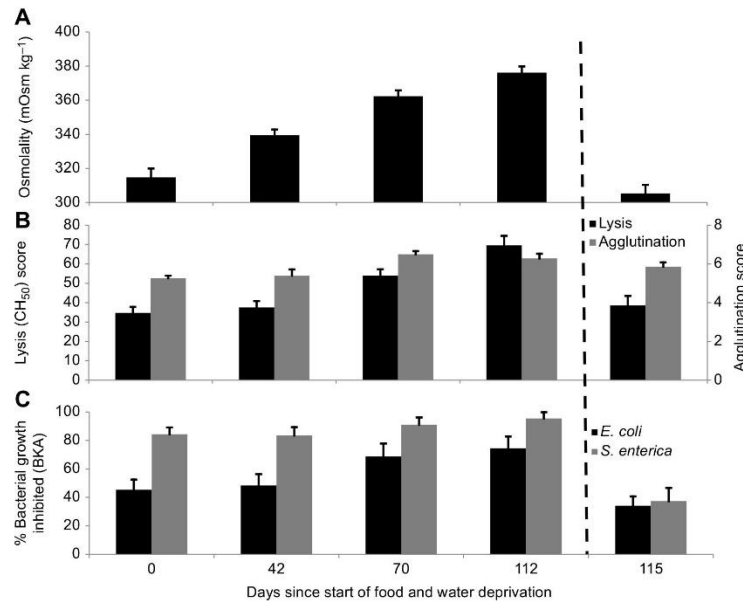 A
Osmolality (mOsm kg⁻¹)
400
380
360
340
320
300
B
Lysis (CH₅₀) score
80
70
60
50
40
30
20
10
0
Lysis
Agglutination
8
6
4
2
0
Agglutination score
C
% Bacterial growth
inhibited (BKA)
100
80
60
40
20
0
E. coli
S. enterica
0 42 70 112 115
Days since start of food and water deprivation